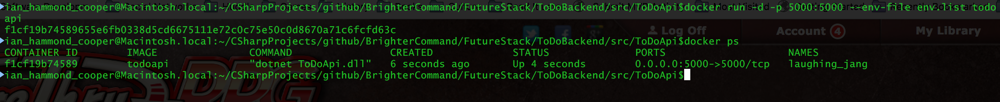 ian_hammond_cooper@Macintosh.local:~/CSharpProjects/github/BrighterCommand/FutureStack/ToDoBackend/src/ToDoApi$docker run -d -p 5000:5000 --env-file env.list todo
api
f1cf19b74589655e6fb0338d5cd6675111e72c0c75e50c0d8670a71c6fcfd63c
Log Off Account 4 My Library
ian_hammond_cooper@Macintosh.local:~/CSharpProjects/github/BrighterCommand/FutureStack/ToDoBackend/src/ToDoApi$docker ps
CONTAINER ID IMAGE COMMAND CREATED STATUS PORTS NAMES
f1cf19b74589 todoapi "dotnet ToDoApi.dll" 6 seconds ago Up 4 seconds 0.0.0.0:5000->5000/tcp laughing_jang
ian_hammond_cooper@Macintosh.local:~/CSharpProjects/github/BrighterCommand/FutureStack/ToDoBackend/src/ToDoApi$
DDG